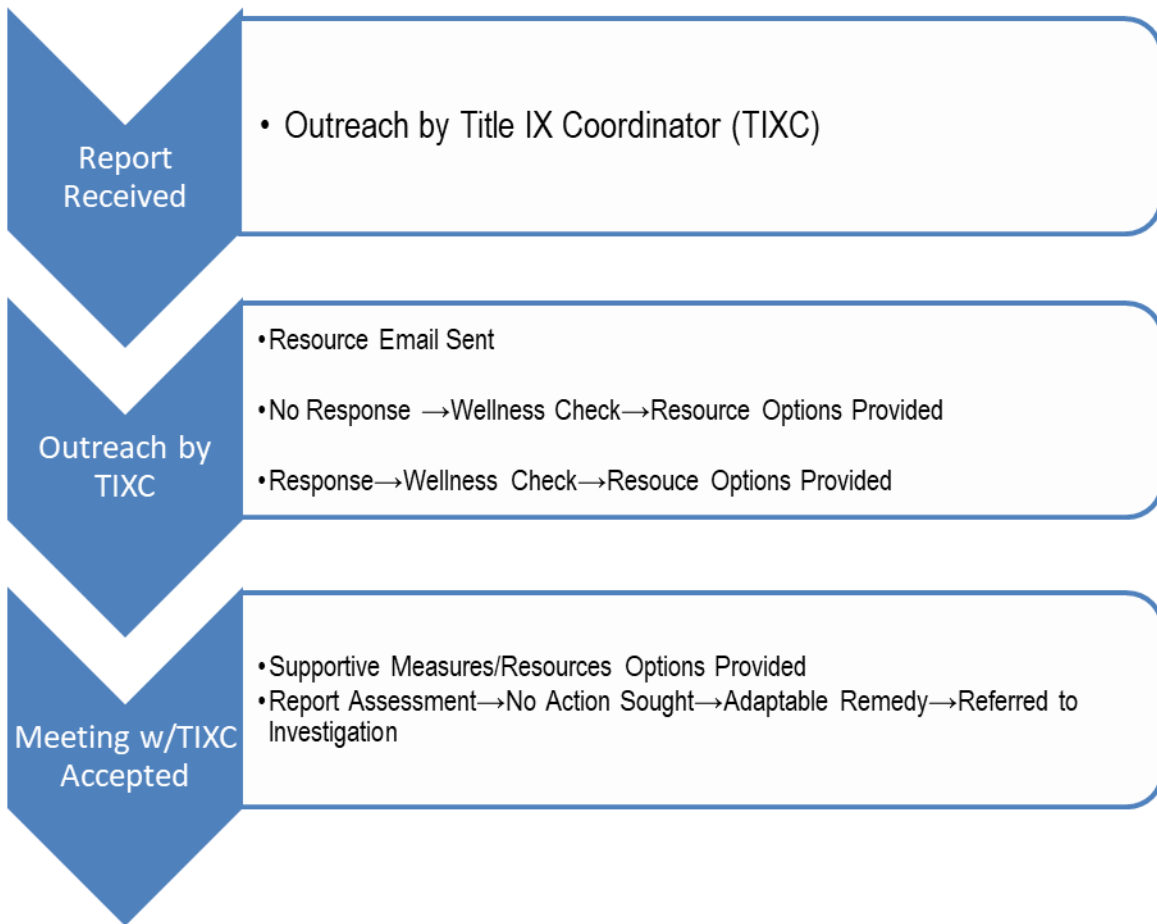 Report
Received
• Outreach by Title IX Coordinator (TIXC)
Outreach by
TIXC
•Resource Email Sent
•No Response →Wellness Check→Resource Options Provided
•Response→Wellness Check→Resouce Options Provided
Meeting w/TIXC
Accepted
•Supportive Measures/Resources Options Provided
•Report Assessment→No Action Sought→Adaptable Remedy→Referred to
Investigation